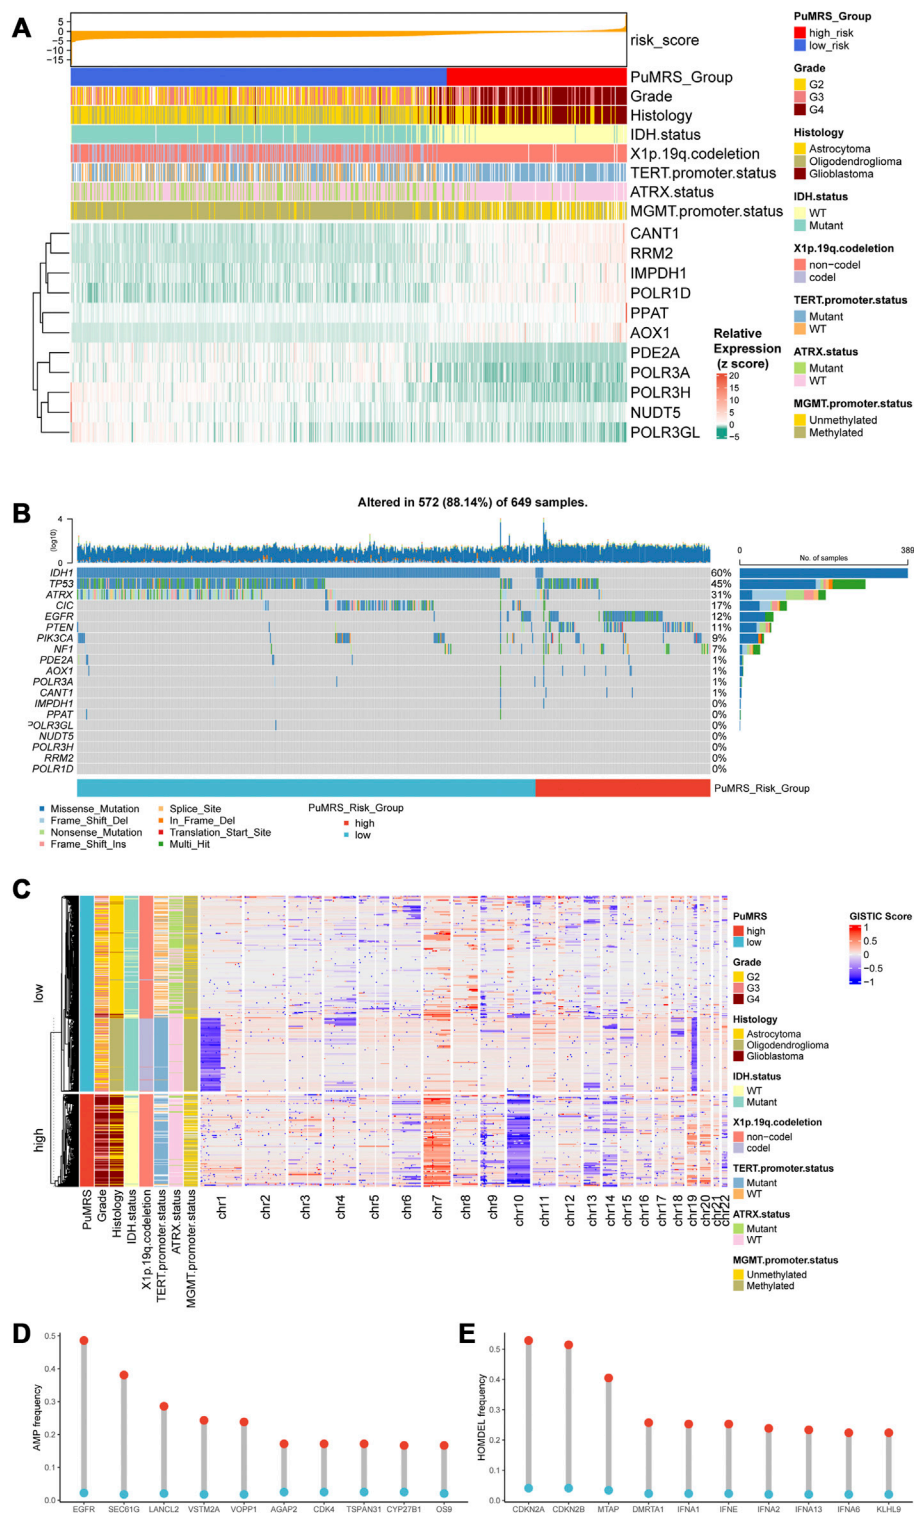 A
5
0
−5
−10
−15
risk_score
PuMRS_Group
Grade
Histology
IDH.status
X1p.19q.codeletion
TERT.promoter.status
ATRX.status
MGMT.promoter.status
CANT1
RRM2
IMPDH1
POLR1D
PPAT
AOX1
PDE2A
POLR3A
POLR3H
NUDT5
POLR3GL
Relative
Expression
(z score)
20
15
10
5
0
−5
PuMRS_Group
high_risk
low_risk
Grade
G2
G3
G4
Histology
Astrocytoma
Oligodendroglioma
Glioblastoma
IDH.status
WT
Mutant
X1p.19q.codeletion
non−codel
codel
TERT.promoter.status
Mutant
WT
ATRX.status
Mutant
WT
MGMT.promoter.status
Unmethylated
Methylated
B
Altered in 572 (88.14%) of 649 samples.
4
(log10)
0
0
No. of samples
389
IDH1 60%
TP53 45%
ATRX 31%
CIC 17%
EGFR 12%
PTEN 11%
PIK3CA 9%
NF1 7%
PDE2A 1%
AOX1 1%
POLR3A 1%
CANT1 1%
IMPDH1 0%
PPAT 0%
POLR3GL 0%
NUDT5 0%
POLR3H 0%
RRM2 0%
POLR1D 0%
PuMRS_Risk_Group
Missense_Mutation
Frame_Shift_Del
Nonsense_Mutation
Frame_Shift_Ins
Splice_Site
In_Frame_Del
Translation_Start_Site
Multi_Hit
PuMRS_Risk_Group
high
low
C
low
high
PuMRS
Grade
Histology
IDH.status
X1p.19q.codeletion
TERT.promoter.status
ATRX.status
MGMT.promoter.status
chr1
chr2
chr3
chr4
chr5
chr6
chr7
chr8
chr9
chr10
chr11
chr12
chr13
chr14
chr15
chr16
chr17
chr18
chr19
chr20
chr21
chr22
PuMRS
high
low
Grade
G2
G3
G4
Histology
Astrocytoma
Oligodendroglioma
Glioblastoma
IDH.status
WT
Mutant
X1p.19q.codeletion
non−codel
codel
TERT.promoter.status
Mutant
WT
ATRX.status
Mutant
WT
MGMT.promoter.status
Unmethylated
Methylated
GISTIC Score
1
0.5
0
−0.5
−1
D
AMP frequency
0.5
0.4
0.3
0.2
0.1
0.0
EGFR SEC61G LANCL2 VSTM2A VOPP1 AGAP2 CDK4 TSPAN31 CYP27B1 OS9
E
HOMDEL frequency
0.5
0.4
0.3
0.2
0.1
0.0
CDKN2A CDKN2B MTAP DMRTA1 IFNA1 IFNE IFNA2 IFNA13 IFNA6 KLHL9